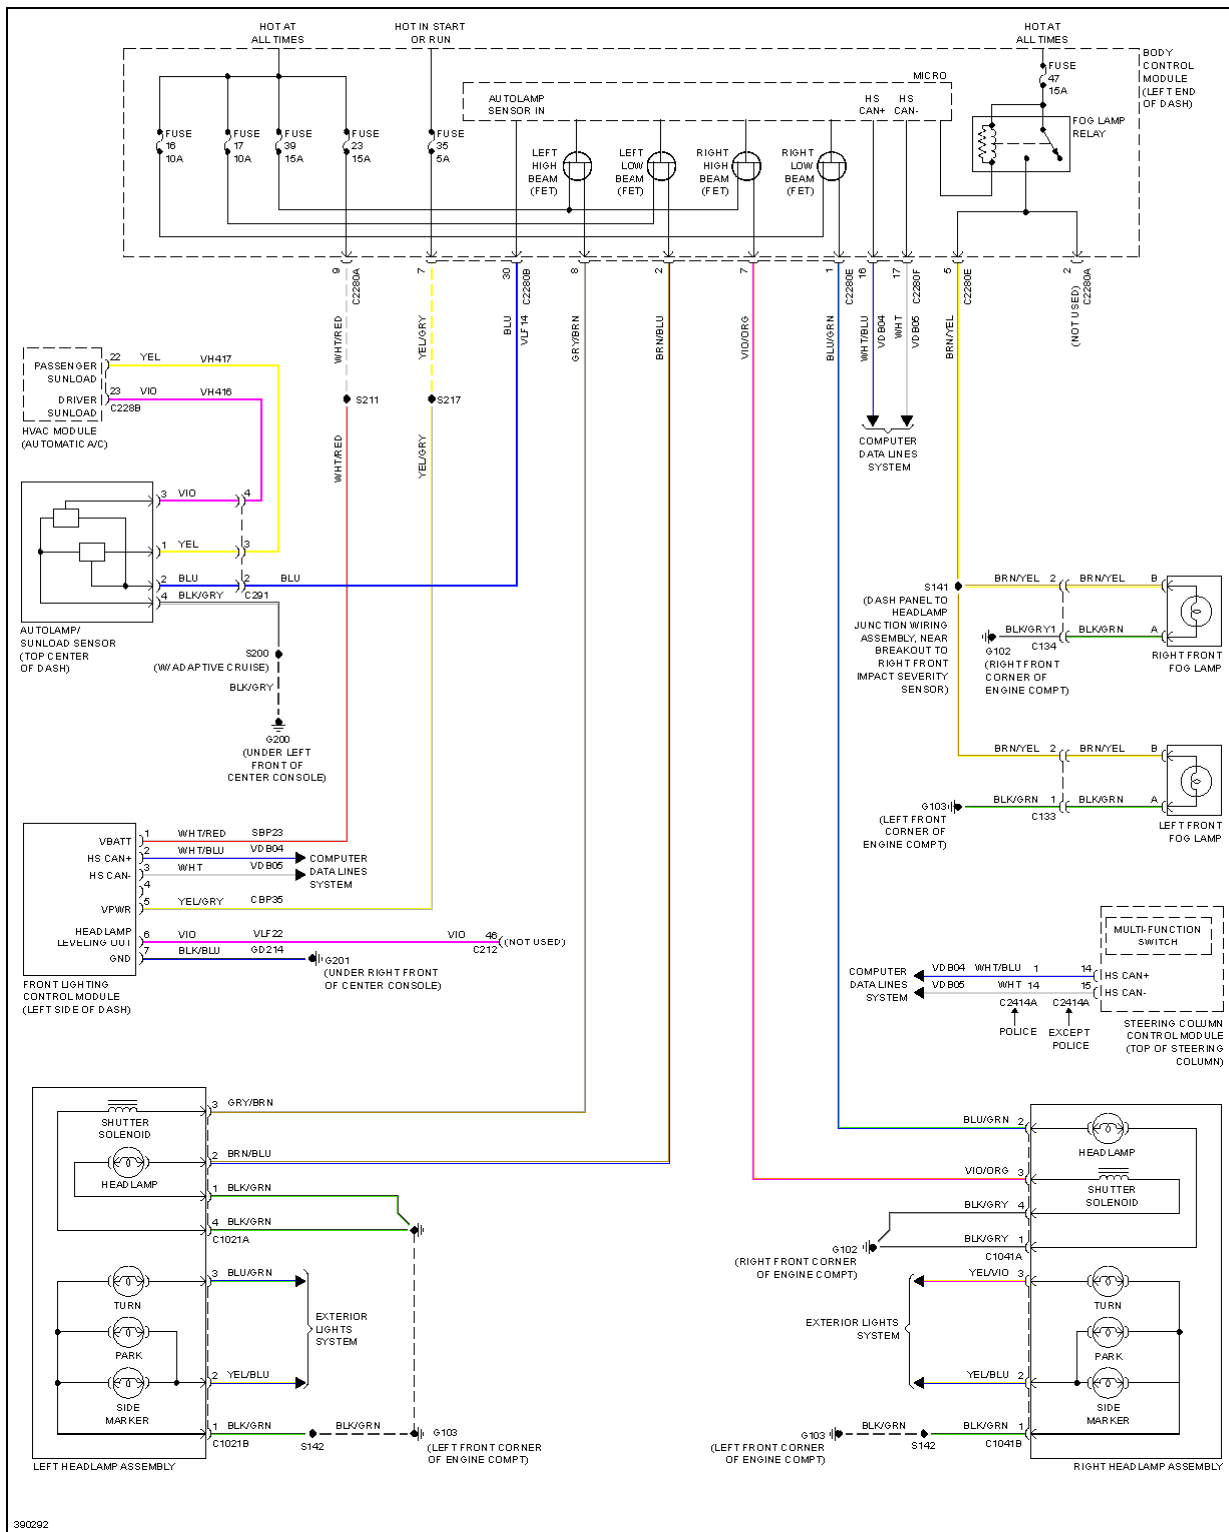 HOT AT
ALL TIMES
HOT IN START
OR RUN
HOT AT
ALL TIMES
BODY
CONTROL
MODULE
(LEFT END
OF DASH)
MICRO
FUSE
47
15A
AUTOLAMP
SENSOR IN
HS
CAN+
HS
CAN-
FOG LAMP
RELAY
FUSE
16
10A
FUSE
17
10A
FUSE
39
15A
FUSE
23
15A
FUSE
35
5A
LEFT
HIGH
BEAM
(FET)
LEFT
LOW
BEAM
(FET)
RIGHT
HIGH
BEAM
(FET)
RIGHT
LOW
BEAM
(FET)
9
C2280A
7
30
C2280B
8
2
7
1
C2280E
16
17
C2280F
5
C2280E
2
C2280A
(NOT USED)
WHT/RED
YEL/GRY
BLU
VLF14
GRY/BRN
BRN/BLU
VIO/ORG
BLU/GRN
WHT/BLU
VDB04
WHT
VDB05
BRN/YEL
PASSENGER
SUNLOAD
22 YEL VH417
DRIVER
SUNLOAD
23 VIO VH416
C228B
HVAC MODULE
(AUTOMATIC A/C)
S211
S217
WHT/RED
YEL/GRY
COMPUTER
DATA LINES
SYSTEM
3 VIO 4
1 YEL 3
2 BLU 2 BLU
4 BLK/GRY C291
AUTOLAMP/
SUNLOAD SENSOR
(TOP CENTER
OF DASH)
S200
(W/ADAPTIVE CRUISE)
BLK/GRY
G200
(UNDER LEFT
FRONT OF
CENTER CONSOLE)
S141
(DASH PANEL TO
HEADLAMP
JUNCTION WIRING
ASSEMBLY, NEAR
BREAKOUT TO
RIGHT FRONT
IMPACT SEVERITY
SENSOR)
BRN/YEL 2 BRN/YEL B
BLK/GRY 1 BLK/GRN A
G102
(RIGHT FRONT
CORNER OF
ENGINE COMPT)
C134
RIGHT FRONT
FOG LAMP
BRN/YEL 2 BRN/YEL B
G103
(LEFT FRONT
CORNER OF
ENGINE COMPT)
BLK/GRN 1 BLK/GRN A
C133
LEFT FRONT
FOG LAMP
VBATT 1 WHT/RED SBP23
HS CAN+ 2 WHT/BLU VDB04
HS CAN- 3 WHT VDB05
COMPUTER
DATA LINES
SYSTEM
4
VPWR 5 YEL/GRY CBP35
HEADLAMP
LEVELING OUT
6 VIO VLF22 VIO 46 (NOT USED)
C212
GND 7 BLK/BLU GD214
G201
(UNDER RIGHT FRONT
OF CENTER CONSOLE)
FRONT LIGHTING
CONTROL MODULE
(LEFT SIDE OF DASH)
MULTI-FUNCTION
SWITCH
COMPUTER
DATA LINES
SYSTEM
VDB04 WHT/BLU 1 14 HS CAN+
VDB05 WHT 14 15 HS CAN-
C2414A C2414A
POLICE
EXCEPT
POLICE
STEERING COLUMN
CONTROL MODULE
(TOP OF STEERING
COLUMN)
SHUTTER
SOLENOID
3 GRY/BRN
HEADLAMP
2 BRN/BLU
1 BLK/GRN
4 BLK/GRN
C1021A
TURN
3 BLU/GRN
EXTERIOR
LIGHTS
SYSTEM
PARK
SIDE
MARKER
2 YEL/BLU
1 BLK/GRN
C1021B
S142
BLK/GRN
G103
(LEFT FRONT CORNER
OF ENGINE COMPT)
LEFT HEADLAMP ASSEMBLY
BLU/GRN 2
HEADLAMP
VIO/ORG 3
SHUTTER
SOLENOID
BLK/GRY 4
BLK/GRY 1
C1041A
G102
(RIGHT FRONT CORNER
OF ENGINE COMPT)
YEL/VIO 3
TURN
EXTERIOR LIGHTS
SYSTEM
PARK
YEL/BLU 2
SIDE
MARKER
G103
(LEFT FRONT CORNER
OF ENGINE COMPT)
BLK/GRN
S142
BLK/GRN 1
C1041B
RIGHT HEADLAMP ASSEMBLY
390292